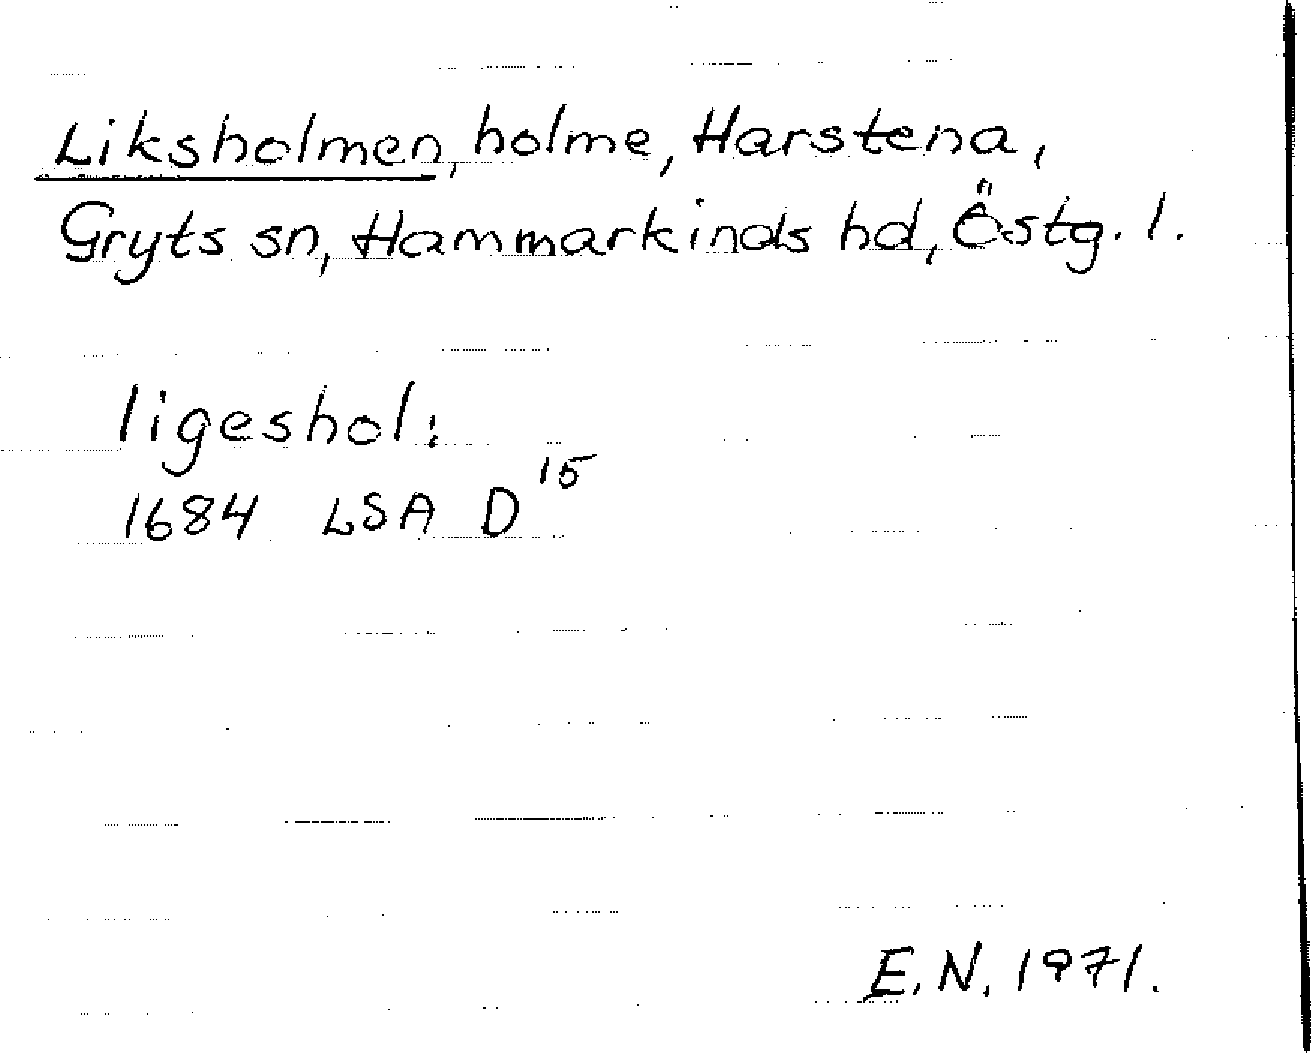 Liksholmen, holme, Harstena,
Gryts sn, Hammarkinds hd, Östg. l.
ligeshol:
1684 LSA D 15
E. N. 1971.